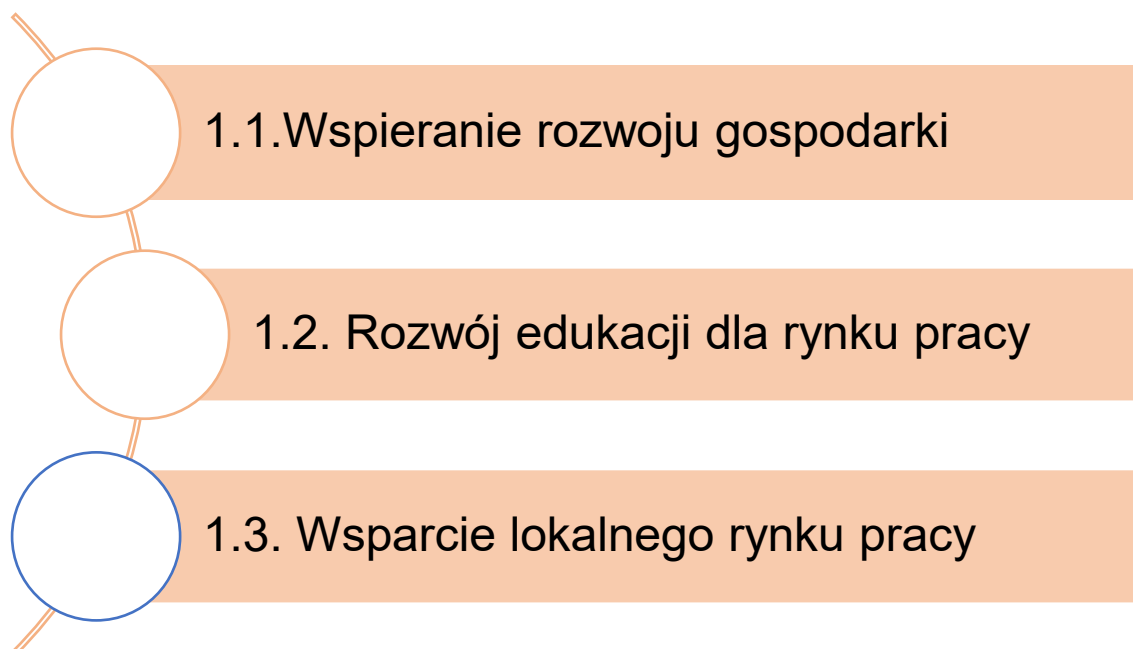 1.1.Wspieranie rozwoju gospodarki
1.2. Rozwój edukacji dla rynku pracy
1.3. Wsparcie lokalnego rynku pracy